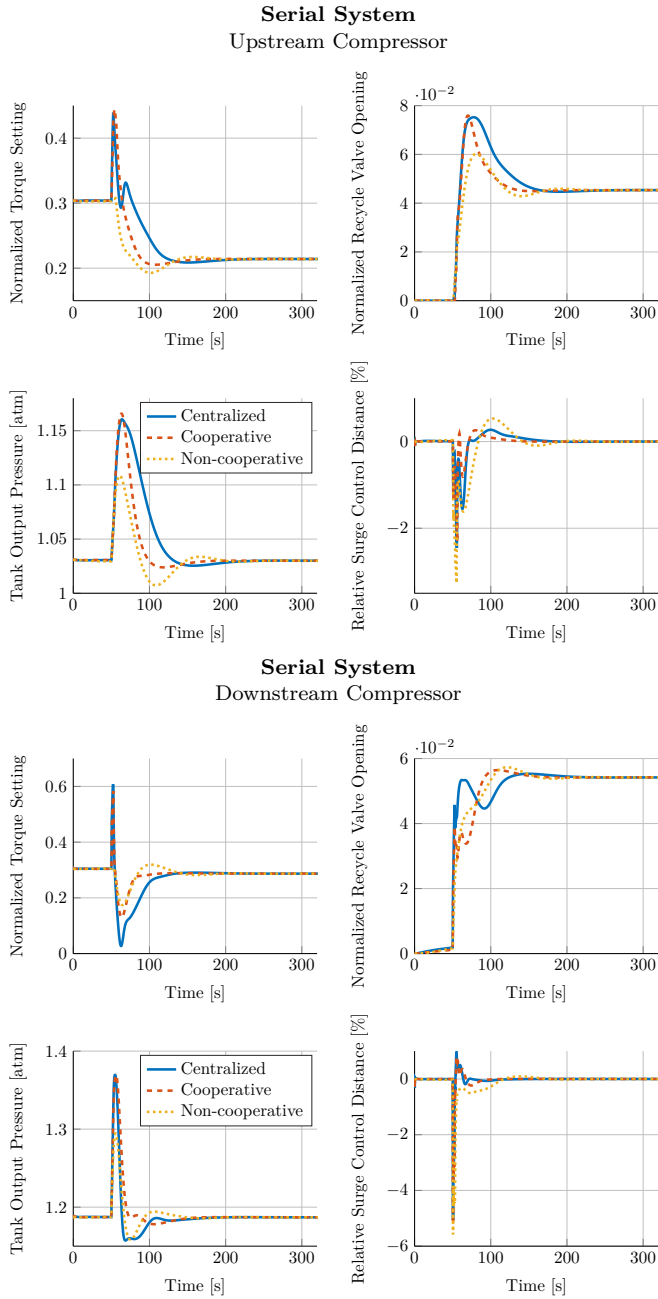 Serial System
Upstream Compressor
Normalized Torque Setting
0.4
0.3
0.2
0 100 200 300
Time [s]
Normalized Recycle Valve Opening
·10−2
8
6
4
2
0
0 100 200 300
Time [s]
Tank Output Pressure [atm]
1.15
1.1
1.05
1
0 100 200 300
Time [s]
Centralized
Cooperative
Non-cooperative
Relative Surge Control Distance [%]
0
−2
0 100 200 300
Time [s]
Serial System
Downstream Compressor
Normalized Torque Setting
0.6
0.4
0.2
0
0 100 200 300
Time [s]
Normalized Recycle Valve Opening
·10−2
6
4
2
0
0 100 200 300
Time [s]
Tank Output Pressure [atm]
1.4
1.3
1.2
0 100 200 300
Time [s]
Centralized
Cooperative
Non-cooperative
Relative Surge Control Distance [%]
0
−2
−4
−6
0 100 200 300
Time [s]